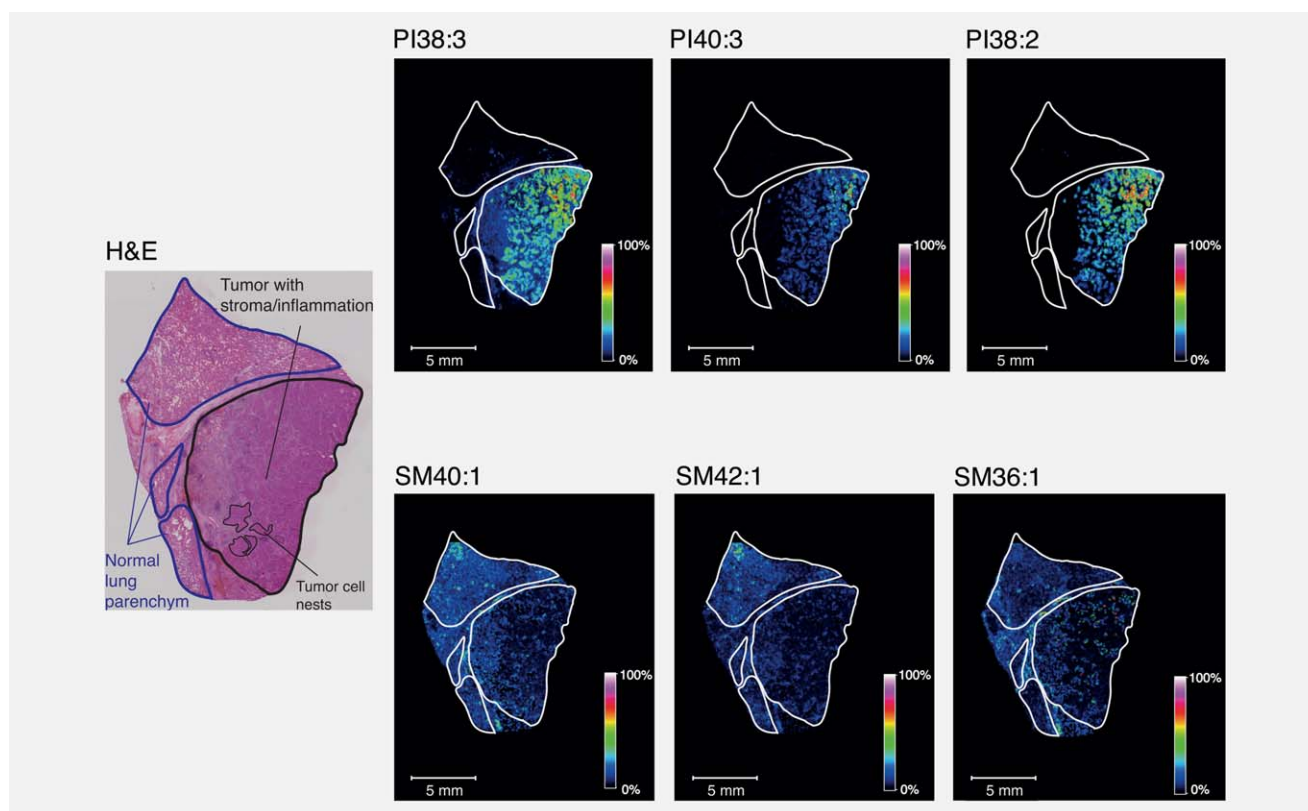 PI38:3
PI40:3
PI38:2
100%
0%
5 mm
100%
0%
5 mm
100%
0%
5 mm
H&E
Tumor with
stroma/inflammation
Normal
lung
parenchym
Tumor cell
nests
SM40:1
SM42:1
SM36:1
100%
0%
5 mm
100%
0%
5 mm
100%
0%
5 mm